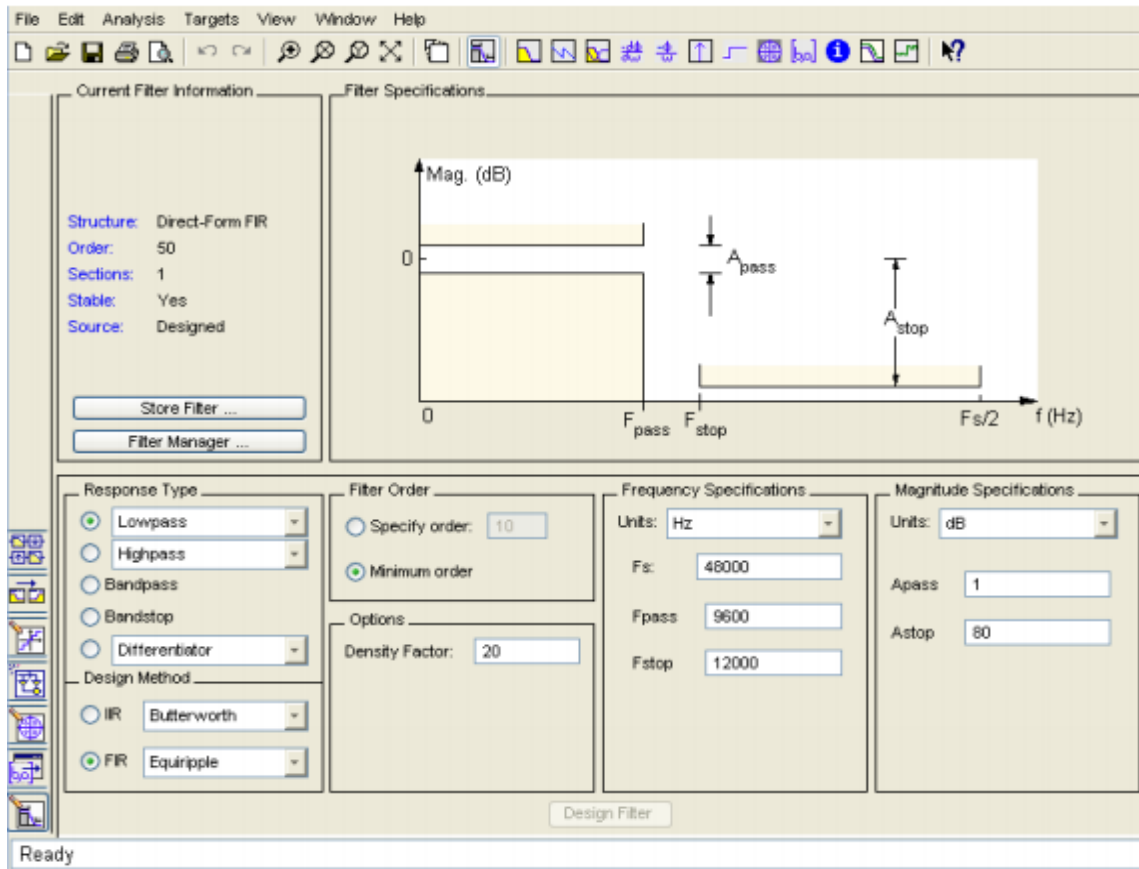 File Edit Analysis Targets View Window Help
Current Filter Information
Structure: Direct-Form FIR
Order: 50
Sections: 1
Stable: Yes
Source: Designed
Store Filter ...
Filter Manager ...
Filter Specifications
Mag. (dB)
0
A pass
A stop
0
F pass
F stop
Fs/2
f (Hz)
Response Type
Lowpass
Highpass
Bandpass
Bandstop
Differentiator
Design Method
IIR Butterworth
FIR Equiripple
Filter Order
Specify order: 10
Minimum order
Options
Density Factor: 20
Frequency Specifications
Units: Hz
Fs: 48000
Fpass 9600
Fstop 12000
Magnitude Specifications
Units: dB
Apass 1
Astop 80
Design Filter
Ready